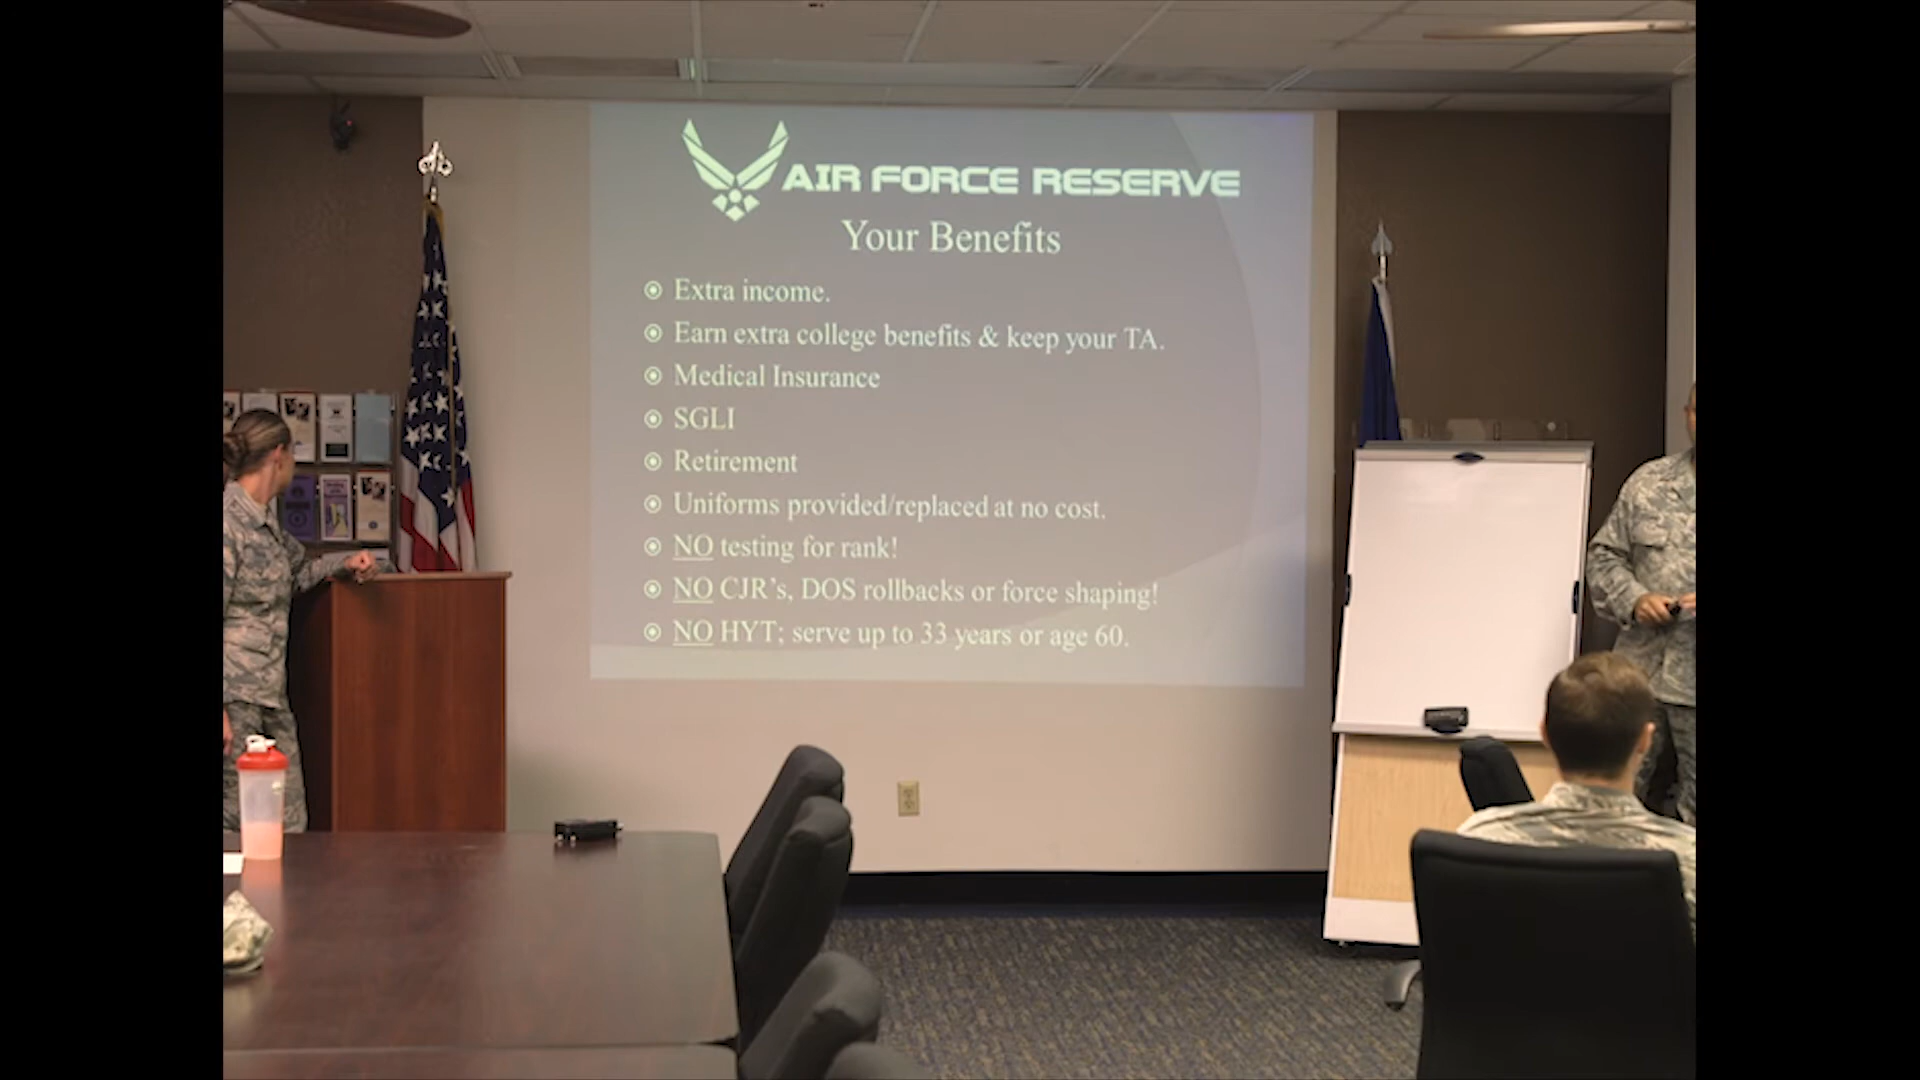 AIR FORCE RESERVE
Your Benefits
Extra income.
Earn extra college benefits & keep your TA.
Medical Insurance
SGLI
Retirement
Uniforms provided/replaced at no cost.
NO testing for rank!
NO CJR's, DOS rollbacks or force shaping!
NO HYT; serve up to 33 years or age 60.